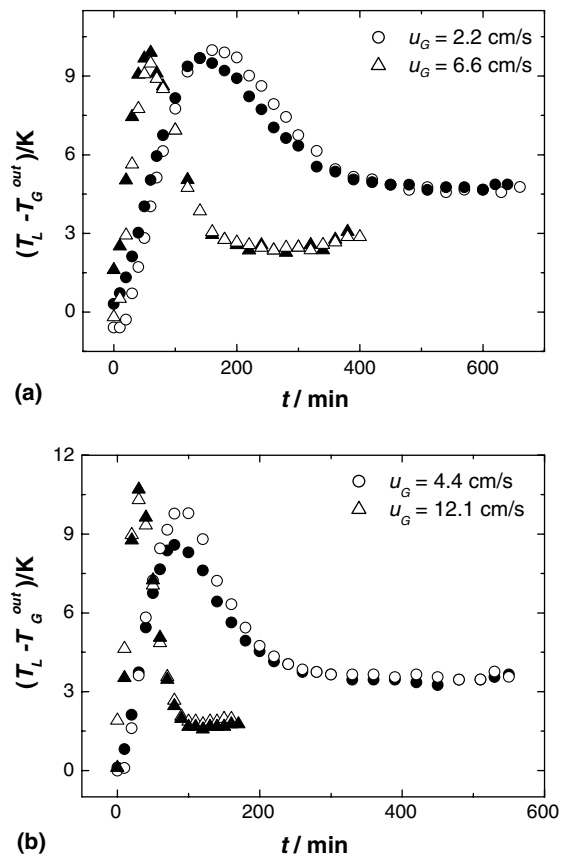 9
6
3
0
(T_L - T_G^out)/K
○ u_G = 2.2 cm/s
△ u_G = 6.6 cm/s
0 200 400 600
t / min
(a)
12
9
6
3
0
(T_L - T_G^out)/K
○ u_G = 4.4 cm/s
△ u_G = 12.1 cm/s
0 200 400 600
t / min
(b)